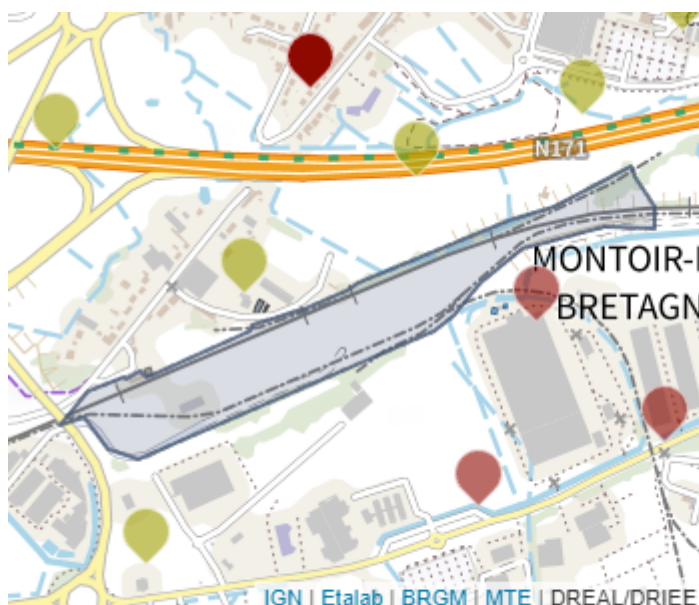 N171
MONTOIR-
BRETAGN
IGN | Etalab | BRGM | MTE | DREAL/DRIEE